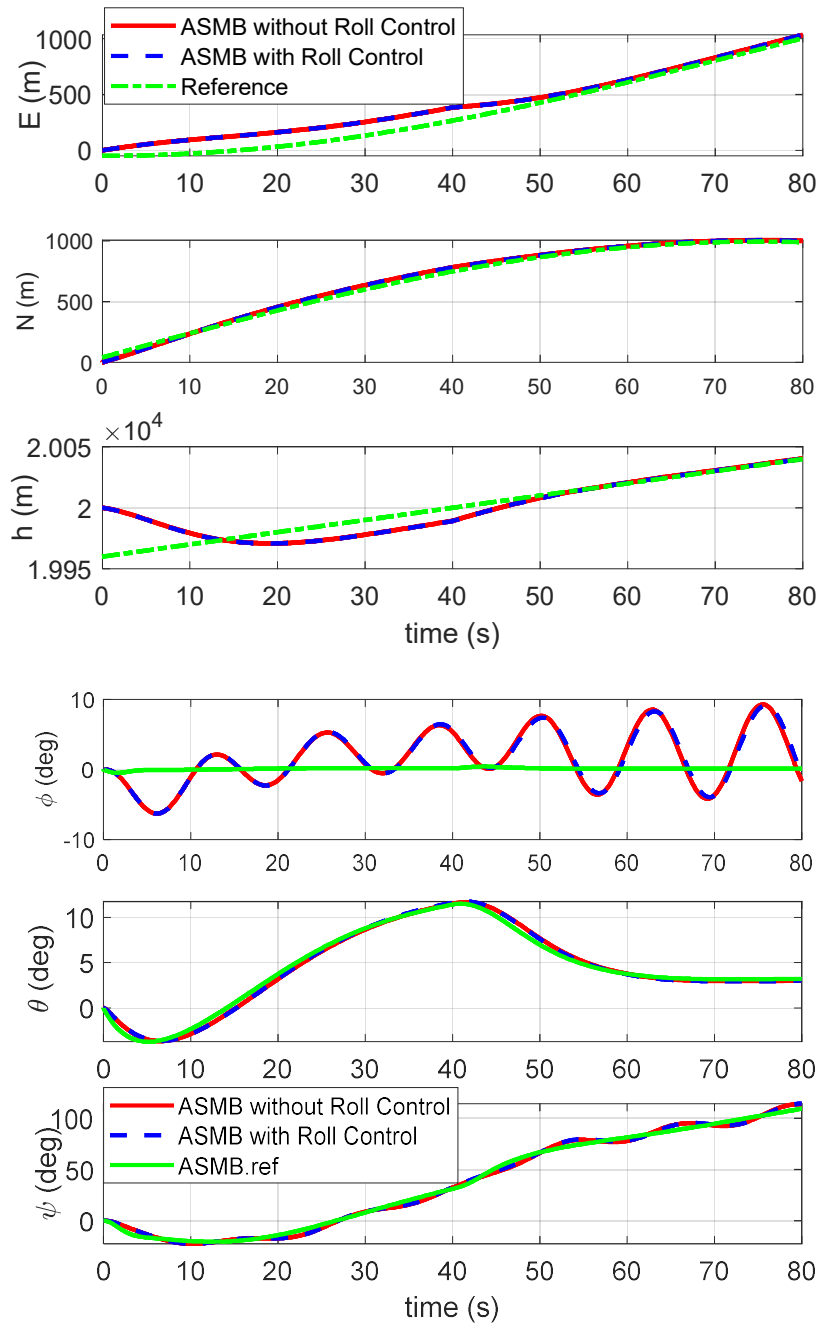 ASMB without Roll Control
ASMB with Roll Control
Reference
E (m)
1000
500
0
0 10 20 30 40 50 60 70 80
N (m)
1000
500
0
0 10 20 30 40 50 60 70 80
×10⁴
h (m)
2.005
2
1.995
0 10 20 30 40 50 60 70 80
time (s)
ϕ (deg)
10
0
-10
0 10 20 30 40 50 60 70 80
θ (deg)
10
5
0
0 10 20 30 40 50 60 70 80
ASMB without Roll Control
ASMB with Roll Control
ASMB.ref
ψ (deg)
100
50
0
0 10 20 30 40 50 60 70 80
time (s)